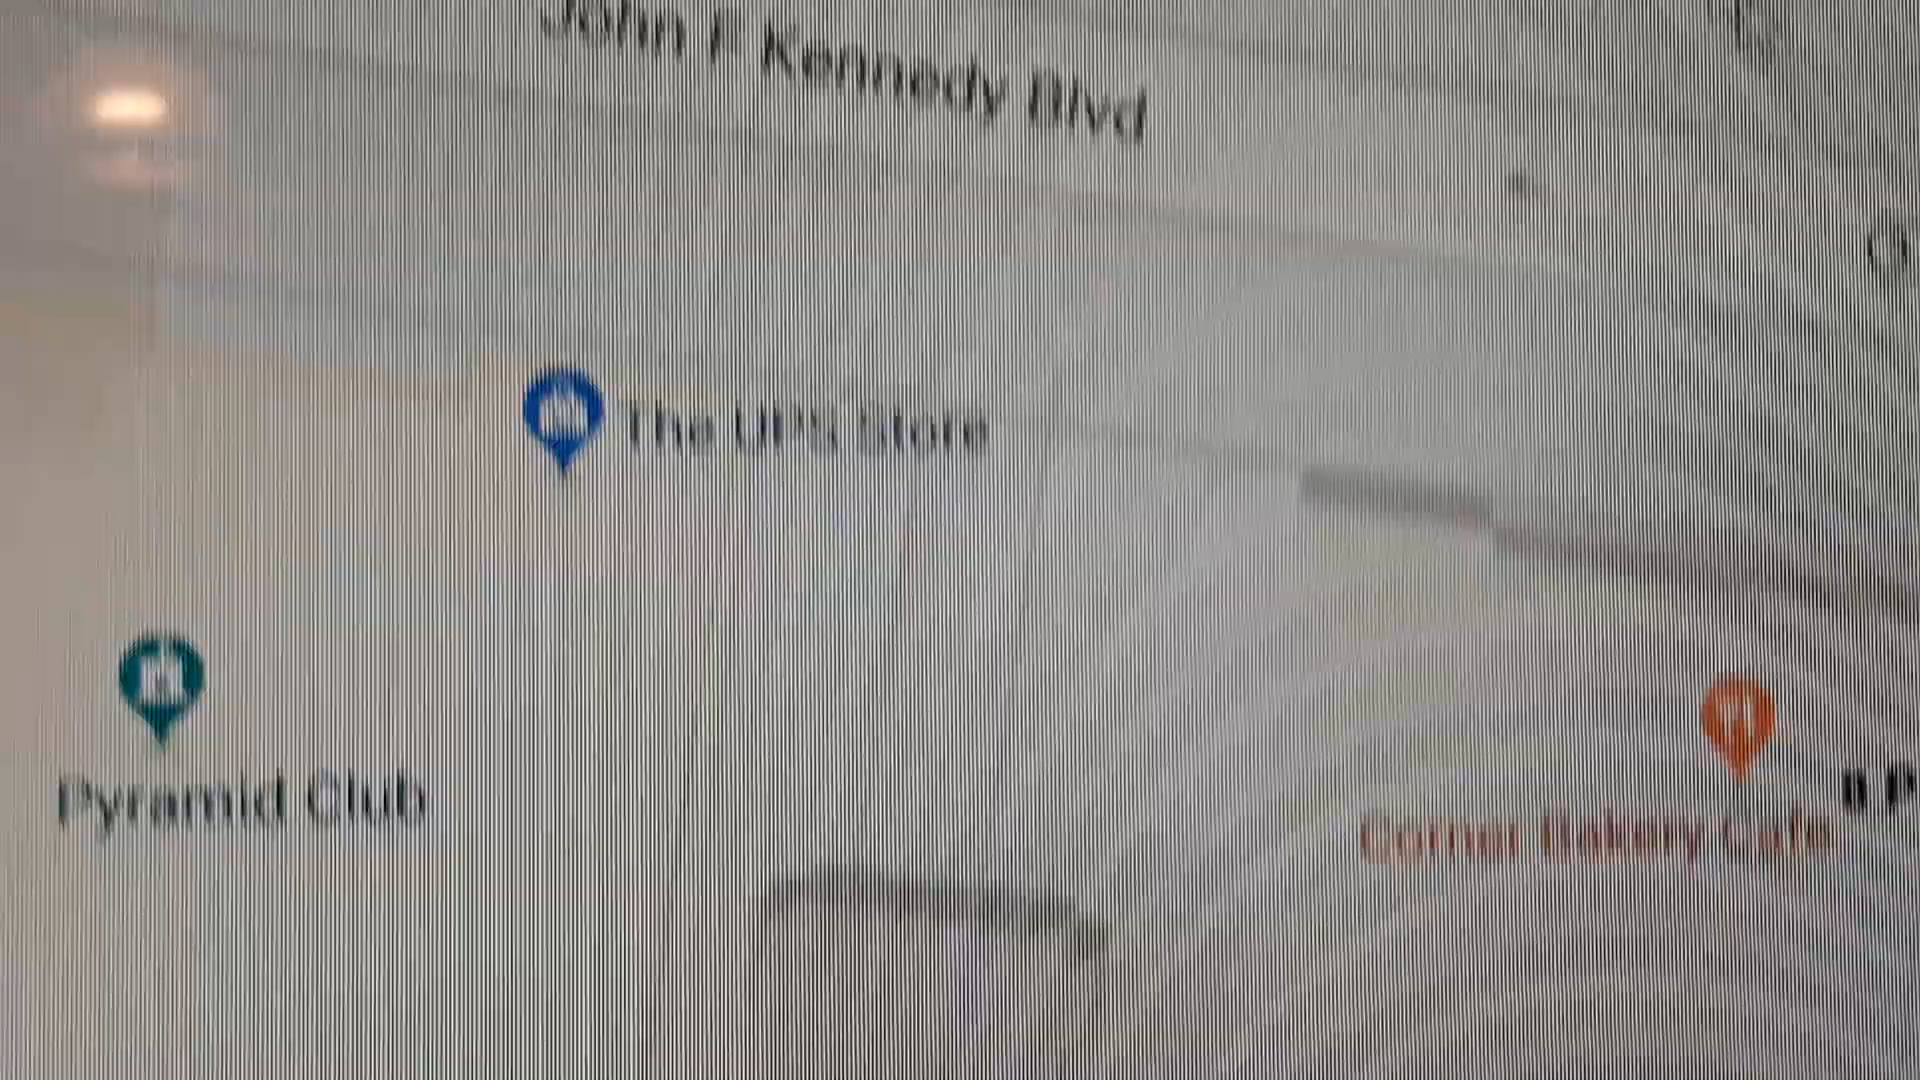 John F Kennedy Blvd
The UPS Store
Pyramid Club
Corner Bakery Cafe